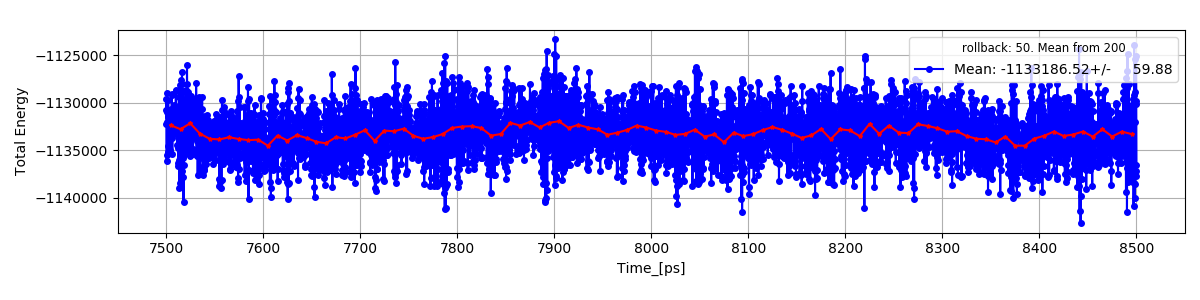 rollback: 50. Mean from 200
Mean: -1133186.52+/-     59.88
Total Energy
−1125000
−1130000
−1135000
−1140000
7500 7600 7700 7800 7900 8000 8100 8200 8300 8400 8500
Time_[ps]